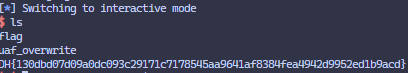 [*] Switching to interactive mode
$ ls
flag
uaf_overwrite
DH{130dbd07d09a0dc093c29171c7178545aa9641af8384fea4942d9952ed1b9acd}